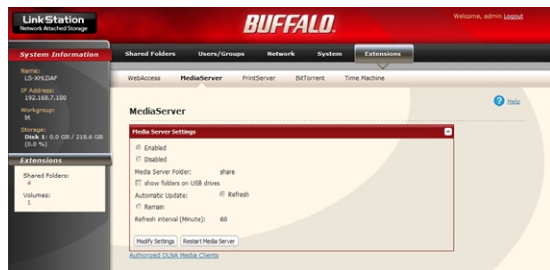 LinkStation
Network Attached Storage
BUFFALO.
Welcome, admin Logout
System Information
Shared Folders Users/Groups Network System Extensions
Name:
LS-XHLDAF
IP Address:
192.168.7.100
Workgroup:
bt
Storage:
Disk 1: 0.0 GB / 218.6 GB
(0.0 %)
Extensions
Shared Folders:
4
Volumes:
1
WebAccess MediaServer PrintServer BitTorrent Time Machine
Help
MediaServer
Media Server Settings
Enabled
Disabled
Media Server Folder: share
show folders on USB drives
Automatic Update: Refresh
Remain
Refresh interval (Minute): 60
Modify Settings Restart Media Server
Authorized DLNA Media Clients